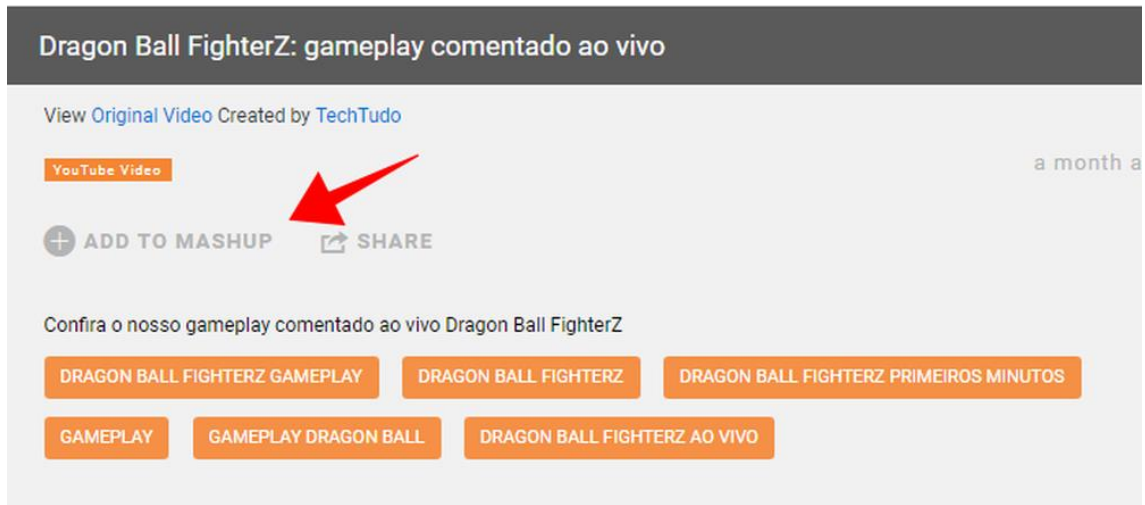 Dragon Ball FighterZ: gameplay comentado ao vivo
View Original Video Created by TechTudo
YouTube Video
a month a
ADD TO MASHUP SHARE
Confira o nosso gameplay comentado ao vivo Dragon Ball FighterZ
DRAGON BALL FIGHTERZ GAMEPLAY DRAGON BALL FIGHTERZ DRAGON BALL FIGHTERZ PRIMEIROS MINUTOS
GAMEPLAY GAMEPLAY DRAGON BALL DRAGON BALL FIGHTERZ AO VIVO